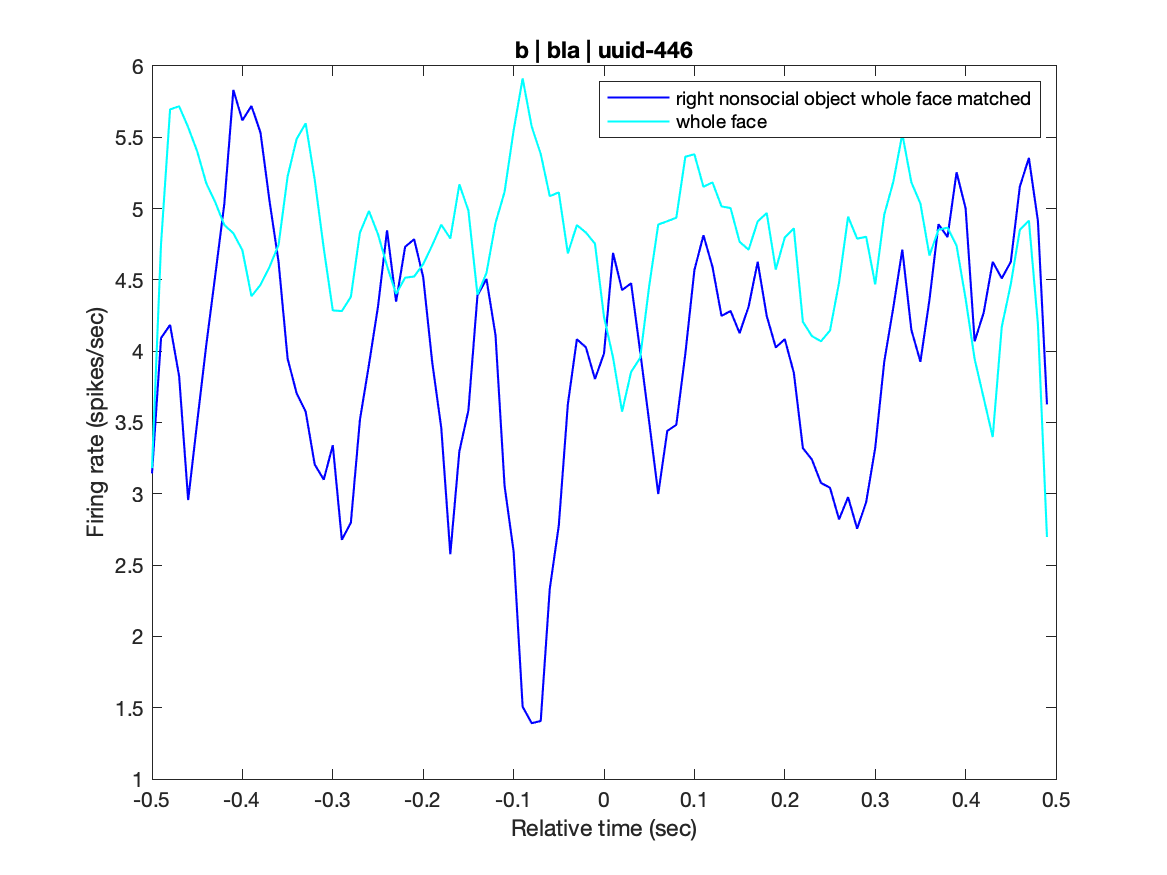 b | bla | uuid-446
right nonsocial object whole face matched
whole face
6
5.5
5
4.5
4
3.5
3
2.5
2
1.5
1
Firing rate (spikes/sec)
-0.5 -0.4 -0.3 -0.2 -0.1 0 0.1 0.2 0.3 0.4 0.5
Relative time (sec)